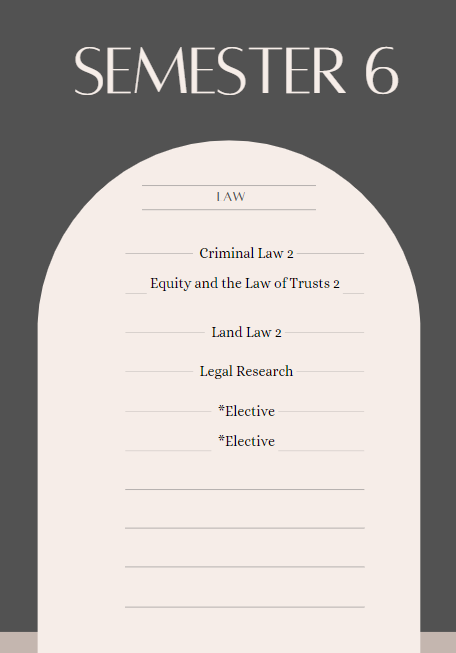 SEMESTER 6
LAW
Criminal Law 2
Equity and the Law of Trusts 2
Land Law 2
Legal Research
*Elective
*Elective